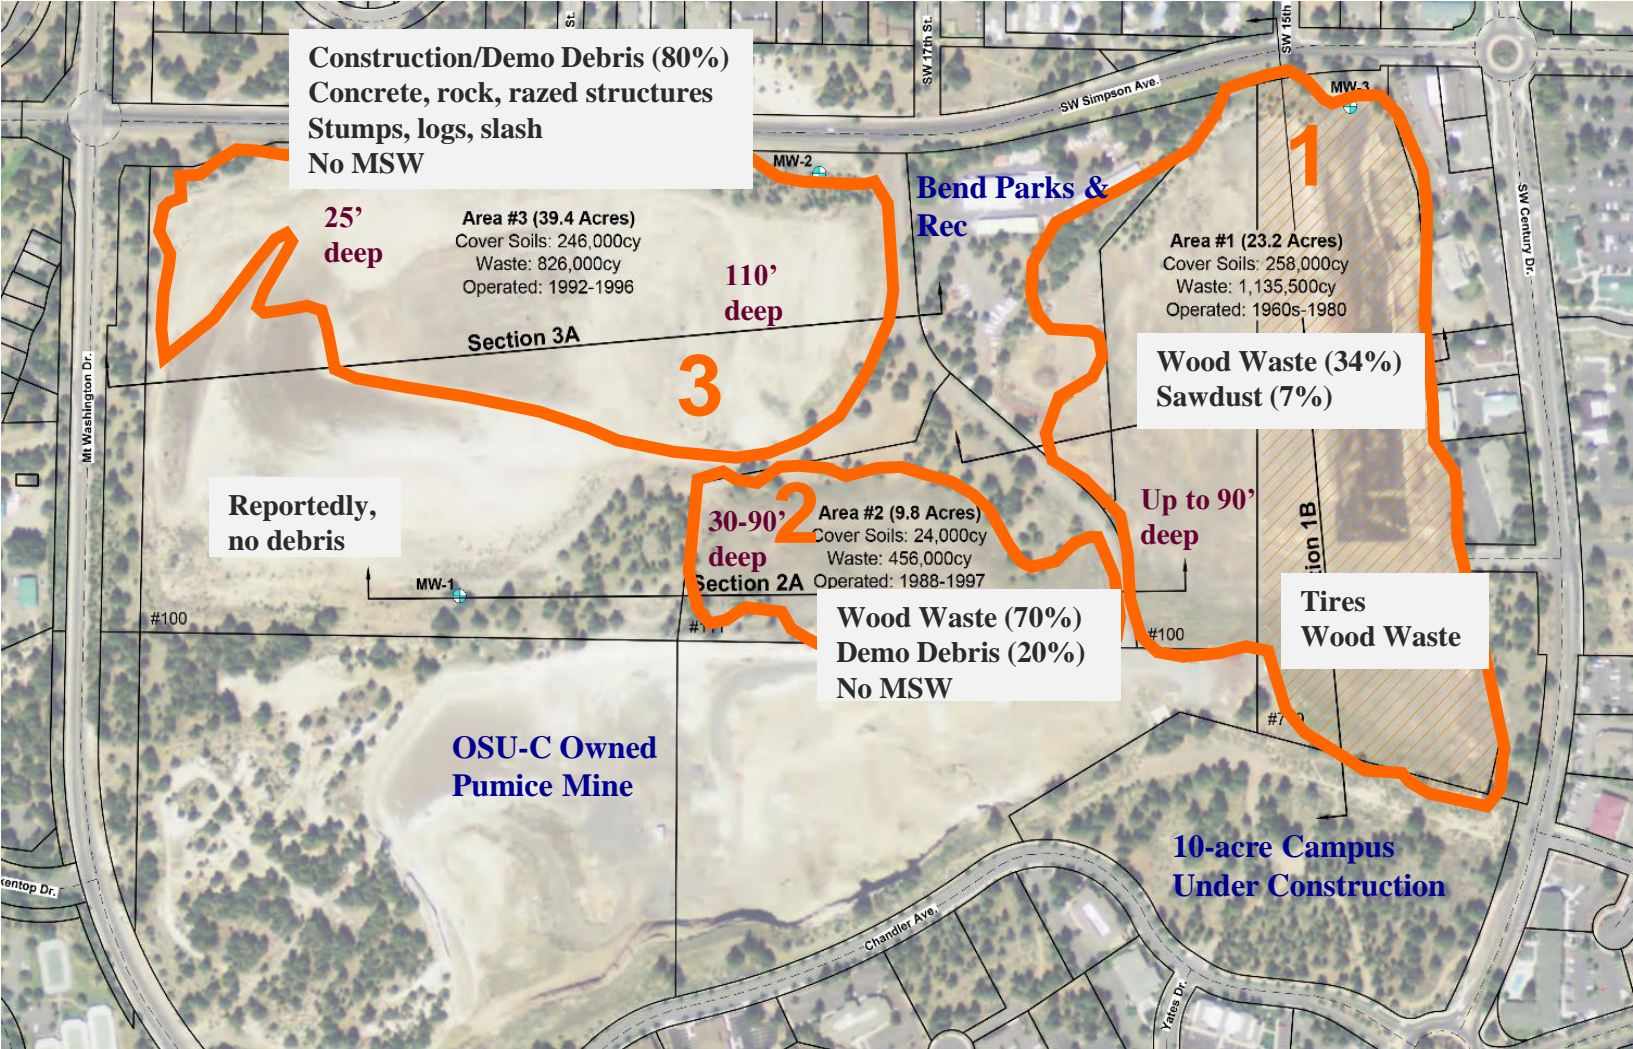 St.
SW 17th St.
SW 15th
Construction/Demo Debris (80%)
Concrete, rock, razed structures
Stumps, logs, slash
No MSW
SW Simpson Ave.
MW-3
1
MW-2
Bend Parks &
Rec
25’
deep
Area #3 (39.4 Acres)
Cover Soils: 246,000cy
Waste: 826,000cy
Operated: 1992-1996
110’
deep
Section 3A
3
Area #1 (23.2 Acres)
Cover Soils: 258,000cy
Waste: 1,135,500cy
Operated: 1960s-1980
SW Century Dr.
Wood Waste (34%)
Sawdust (7%)
Mt Washington Dr.
Reportedly,
no debris
2
30-90’
deep
Area #2 (9.8 Acres)
Cover Soils: 24,000cy
Waste: 456,000cy
Operated: 1988-1997
Section 2A
Up to 90’
deep
tion 1B
MW-1
#100
Wood Waste (70%)
Demo Debris (20%)
No MSW
#100
Tires
Wood Waste
OSU-C Owned
Pumice Mine
10-acre Campus
Under Construction
kentop Dr.
Chandler Ave.
Yates Dr.